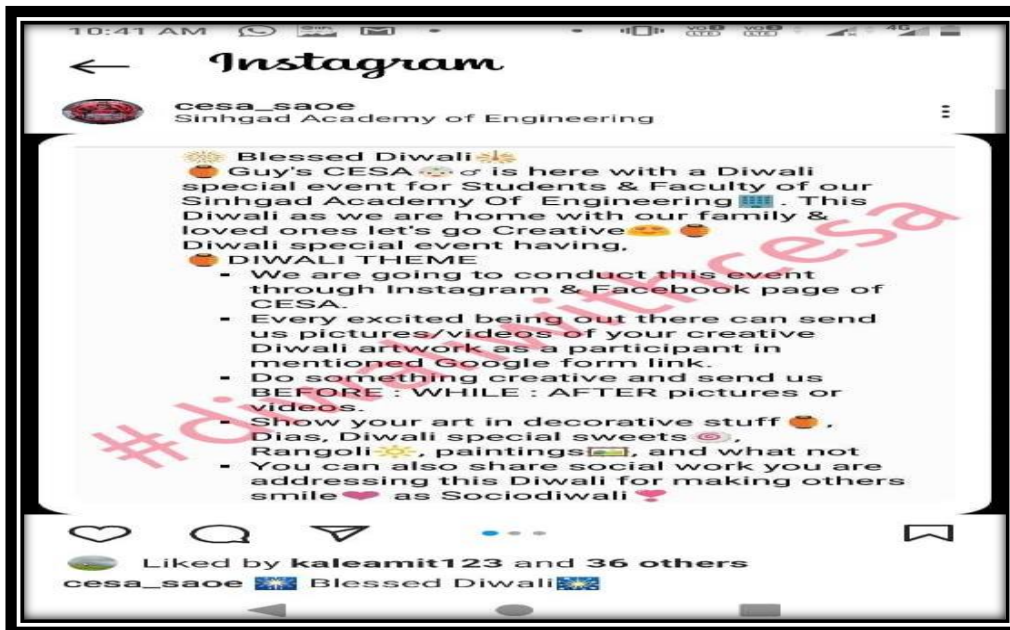 10:41 AM
4G
Instagram
cesa_saoe
Sinhgad Academy of Engineering
Blessed Diwali
Guy's CESA ♂ is here with a Diwali
special event for Students & Faculty of our
Sinhgad Academy Of Engineering . This
Diwali as we are home with our family &
loved ones let's go Creative
Diwali special event having,
DIWALI THEME
▪ We are going to conduct this event
through Instagram & Facebook page of
CESA.
▪ Every excited being out there can send
us pictures/videos of your creative
Diwali artwork as a participant in
mentioned Google form link.
▪ Do something creative and send us
BEFORE : WHILE : AFTER pictures or
videos.
▪ Show your art in decorative stuff ,
Dias, Diwali special sweets ,
Rangoli , paintings , and what not
▪ You can also share social work you are
addressing this Diwali for making others
smile as Sociodiwali
#diwaliwithcesa
Liked by kaleamit123 and 36 others
cesa_saoe Blessed Diwali